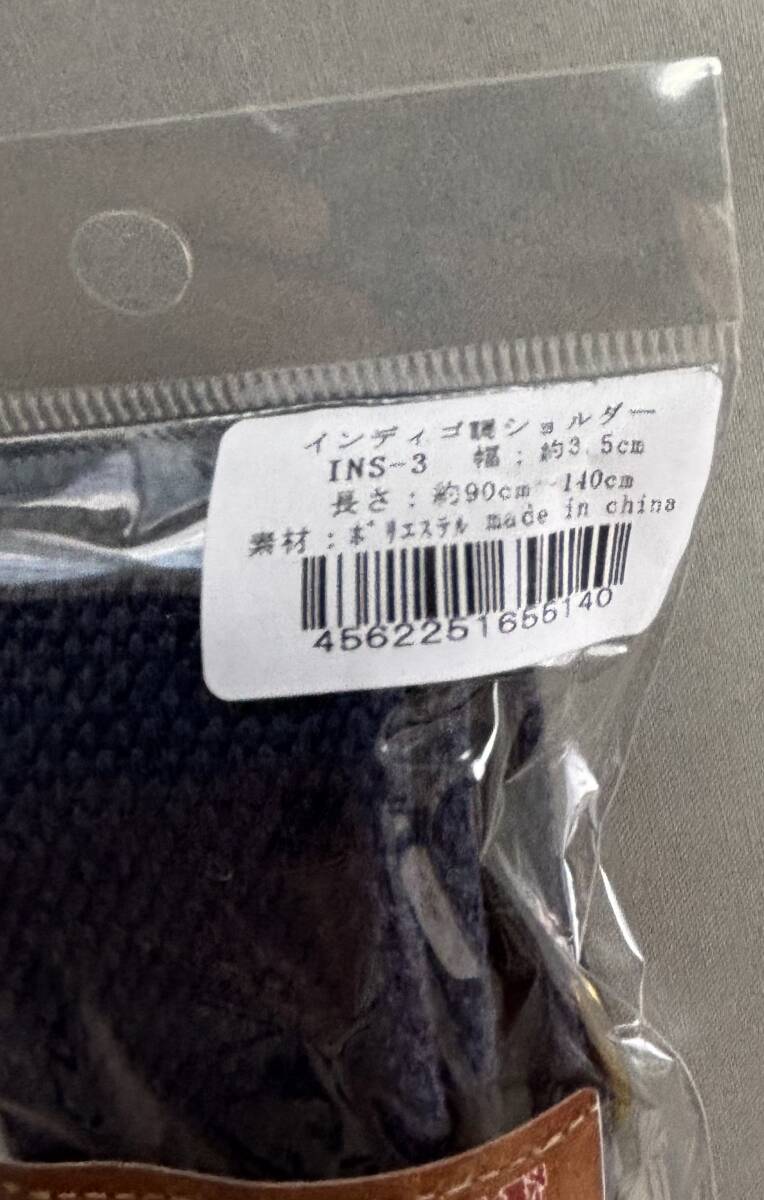 インディゴ調ショルダー
INS-3 幅:約3.5cm
長さ:約90cm~140cm
素材:ポリエステル made in china
4562251655140